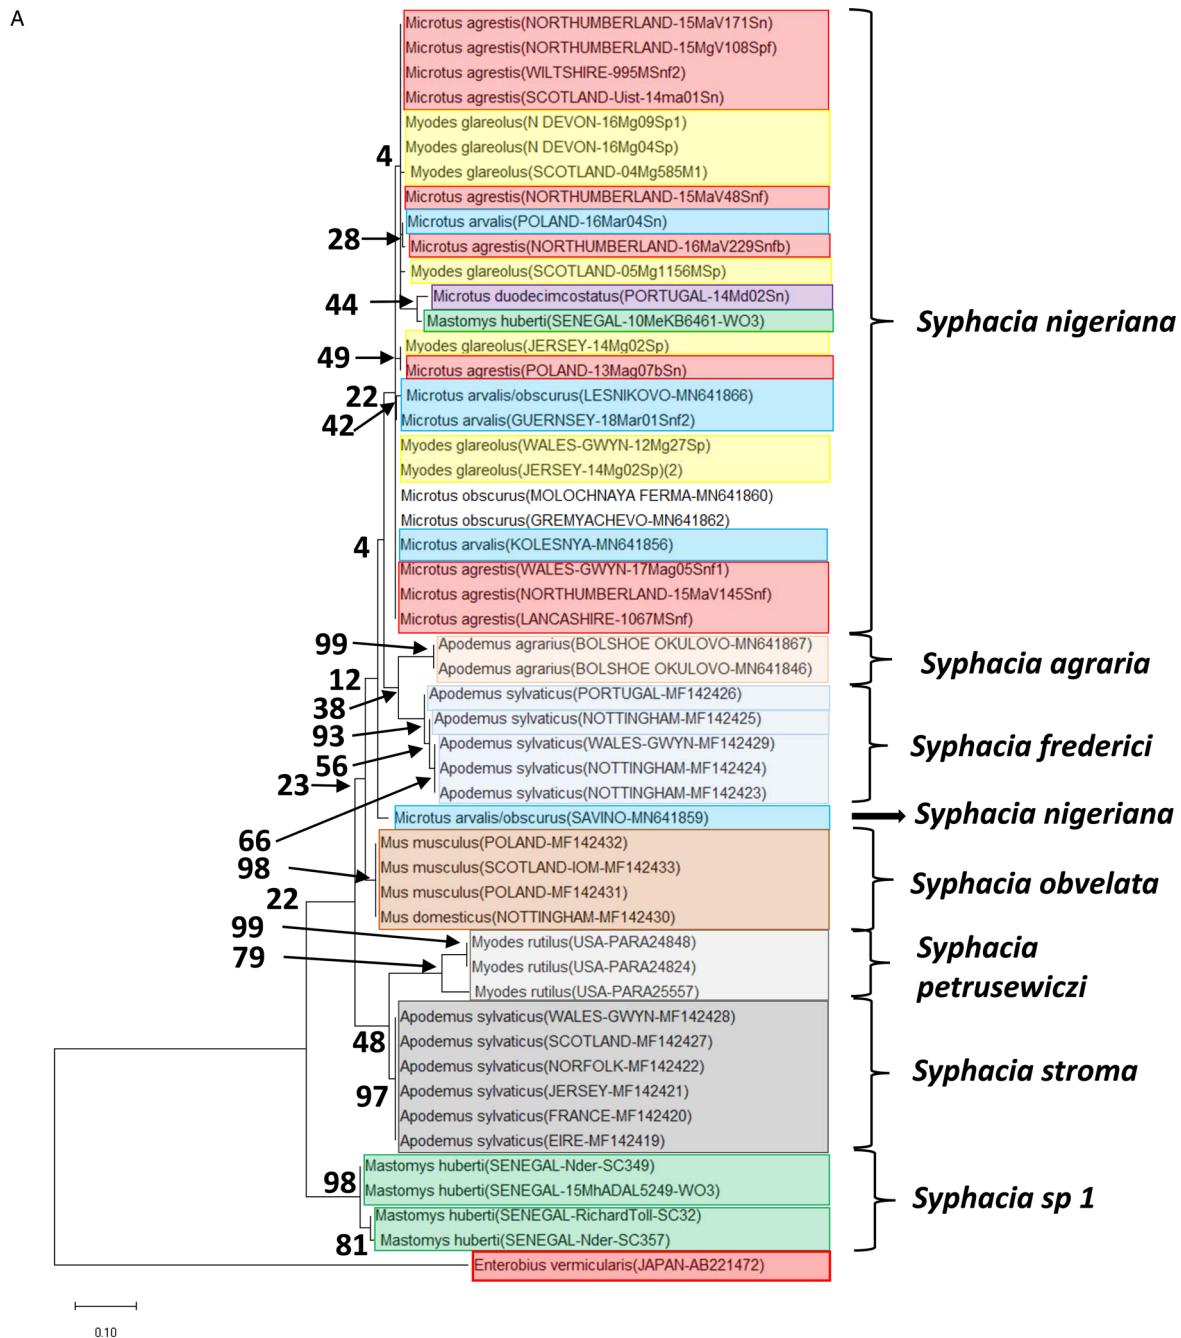 A
Microtus agrestis(NORTHUMBERLAND-15MaV171Sn)
Microtus agrestis(NORTHUMBERLAND-15MgV108Spf)
Microtus agrestis(WILTSHIRE-995MSnf2)
Microtus agrestis(SCOTLAND-Uist-14ma01Sn)
Myodes glareolus(N DEVON-16Mg09Sp1)
Myodes glareolus(N DEVON-16Mg04Sp)
4
Myodes glareolus(SCOTLAND-04Mg585M1)
Microtus agrestis(NORTHUMBERLAND-15MaV48Snf)
Microtus arvalis(POLAND-16Mar04Sn)
28
Microtus agrestis(NORTHUMBERLAND-16MaV229Snfb)
Myodes glareolus(SCOTLAND-05Mg1156MSp)
44
Microtus duodecimcostatus(PORTUGAL-14Md02Sn)
Mastomys huberti(SENEGAL-10MeKB6461-WO3)
Syphacia nigeriana
Myodes glareolus(JERSEY-14Mg02Sp)
49
Microtus agrestis(POLAND-13Mag07bSn)
22
Microtus arvalis/obscurus(LESNIKOVO-MN641866)
42
Microtus arvalis(GUERNSEY-18Mar01Snf2)
Myodes glareolus(WALES-GWYN-12Mg27Sp)
Myodes glareolus(JERSEY-14Mg02Sp)(2)
Microtus obscurus(MOLOCHNAYA FERMA-MN641860)
Microtus obscurus(GREMYACHEVO-MN641862)
4
Microtus arvalis(KOLESNYA-MN641856)
Microtus agrestis(WALES-GWYN-17Mag05Snf1)
Microtus agrestis(NORTHUMBERLAND-15MaV145Snf)
Microtus agrestis(LANCASHIRE-1067MSnf)
99
Apodemus agrarius(BOLSHOE OKULOVO-MN641867)
Apodemus agrarius(BOLSHOE OKULOVO-MN641846)
Syphacia agraria
12
38
Apodemus sylvaticus(PORTUGAL-MF142426)
93
Apodemus sylvaticus(NOTTINGHAM-MF142425)
56
Apodemus sylvaticus(WALES-GWYN-MF142429)
Syphacia frederici
23
Apodemus sylvaticus(NOTTINGHAM-MF142424)
Apodemus sylvaticus(NOTTINGHAM-MF142423)
Microtus arvalis/obscurus(SAVINO-MN641859)
Syphacia nigeriana
66
Mus musculus(POLAND-MF142432)
98
Mus musculus(SCOTLAND-IOM-MF142433)
Mus musculus(POLAND-MF142431)
Syphacia obvelata
22
Mus domesticus(NOTTINGHAM-MF142430)
99
Myodes rutilus(USA-PARA24848)
79
Myodes rutilus(USA-PARA24824)
Myodes rutilus(USA-PARA25557)
Syphacia
petrusewiczi
Apodemus sylvaticus(WALES-GWYN-MF142428)
48
Apodemus sylvaticus(SCOTLAND-MF142427)
Apodemus sylvaticus(NORFOLK-MF142422)
Syphacia stroma
97
Apodemus sylvaticus(JERSEY-MF142421)
Apodemus sylvaticus(FRANCE-MF142420)
Apodemus sylvaticus(EIRE-MF142419)
Mastomys huberti(SENEGAL-Nder-SC349)
98
Mastomys huberti(SENEGAL-15MhADAL5249-WO3)
Syphacia sp 1
Mastomys huberti(SENEGAL-RichardToll-SC32)
81
Mastomys huberti(SENEGAL-Nder-SC357)
Enterobius vermicularis(JAPAN-AB221472)
0.10